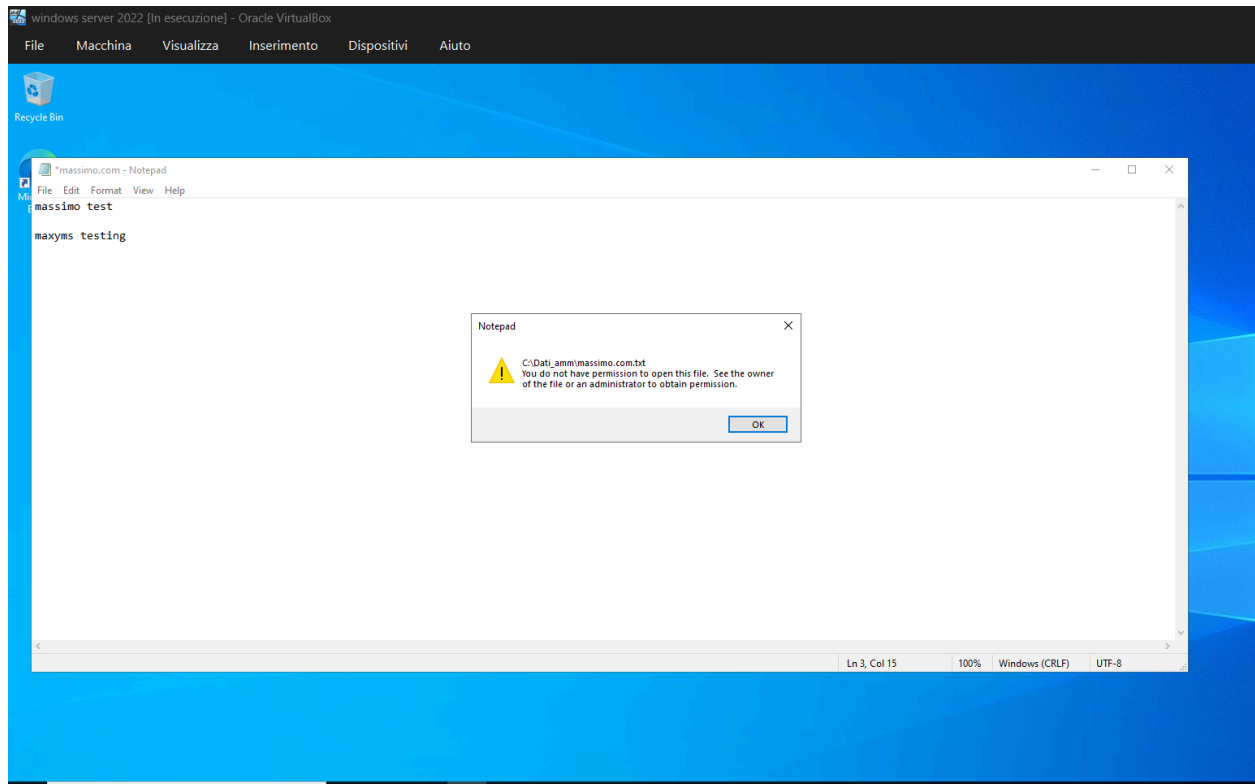 windows server 2022 [In esecuzione] - Oracle VirtualBox
File Macchina Visualizza Inserimento Dispositivi Aiuto
Recycle Bin
*massimo.com - Notepad
File Edit Format View Help
massimo test
maxyms testing
Notepad
C:\Dati_amm\massimo.com.txt
You do not have permission to open this file. See the owner
of the file or an administrator to obtain permission.
OK
Ln 3, Col 15 100% Windows (CRLF) UTF-8